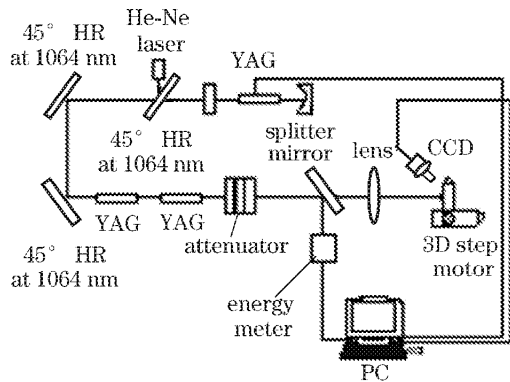 He-Ne
laser
45° HR
at 1064 nm
YAG
45° HR
at 1064 nm
splitter
mirror
lens
CCD
YAG
YAG
attenuator
45° HR
at 1064 nm
3D step
motor
energy
meter
PC